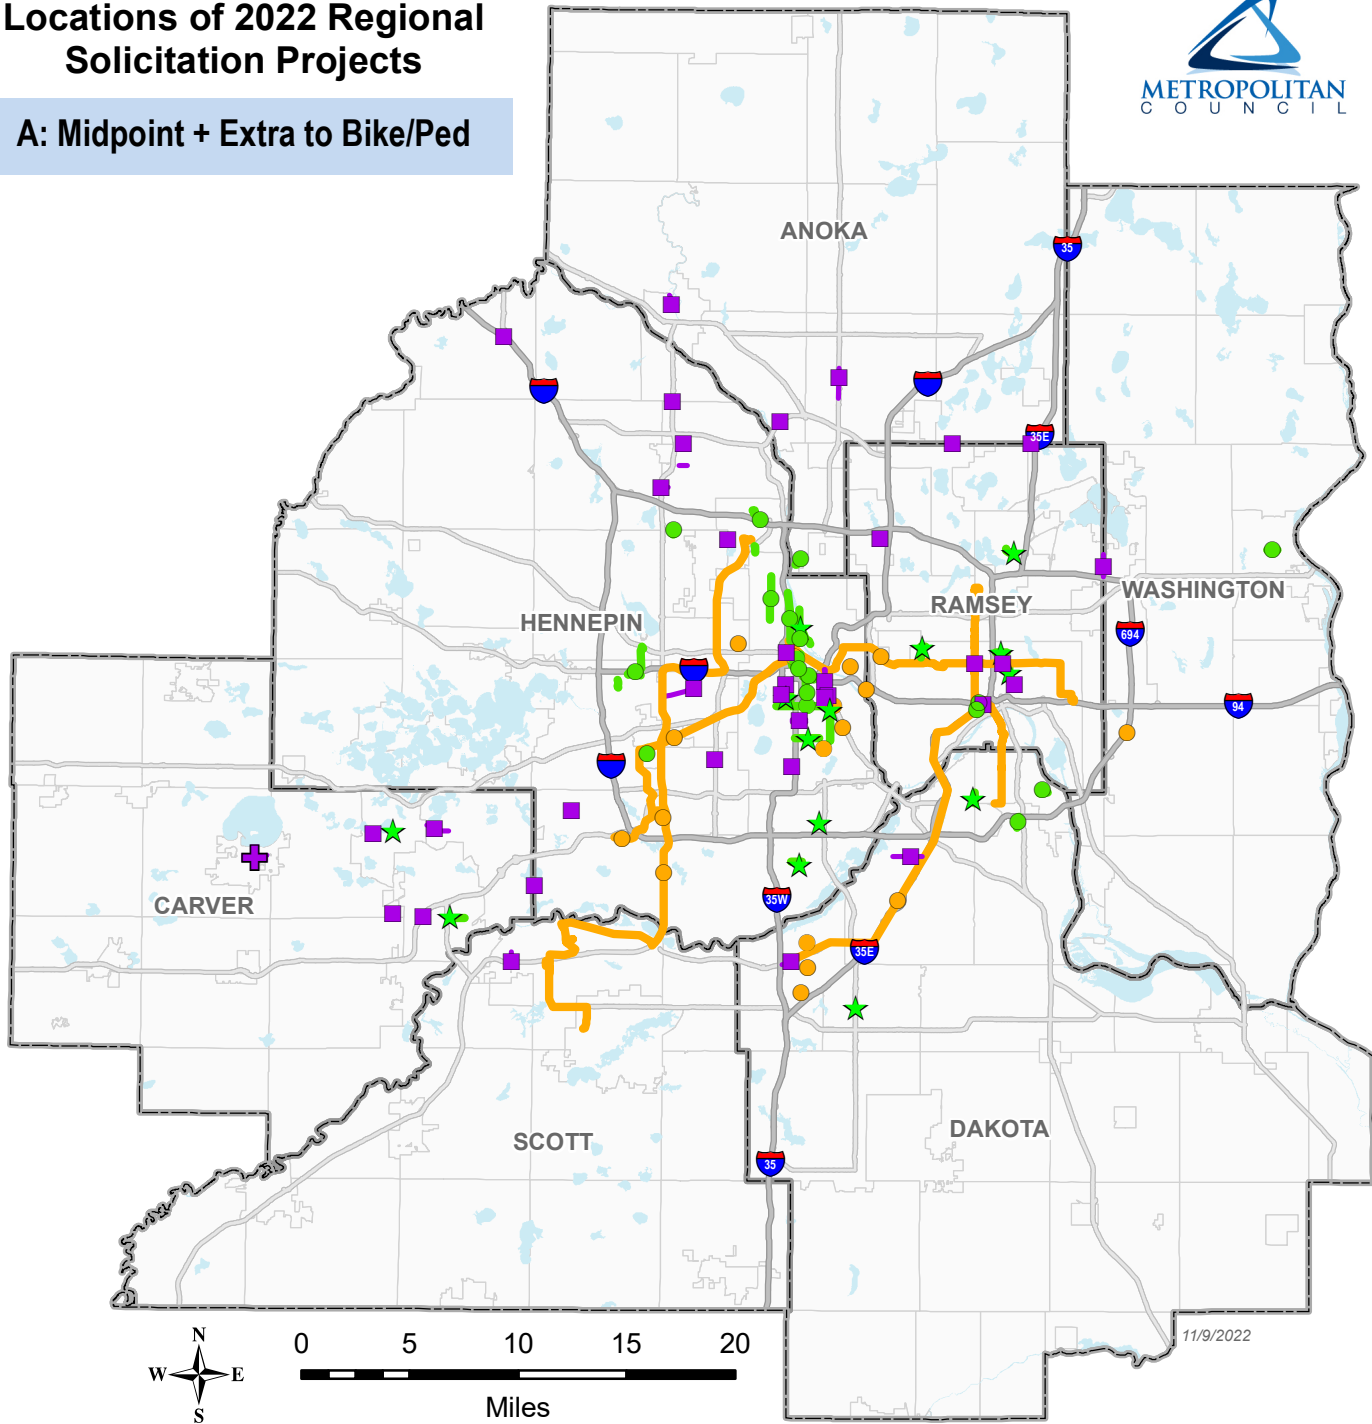 Locations of 2022 Regional
Solicitation Projects
A: Midpoint + Extra to Bike/Ped
METROPOLITAN
COUNCIL
ANOKA
35
35E
HENNEPIN
RAMSEY
WASHINGTON
694
94
CARVER
35W
35E
SCOTT
DAKOTA
35
N
W E
S
0 5 10 15 20
Miles
11/9/2022